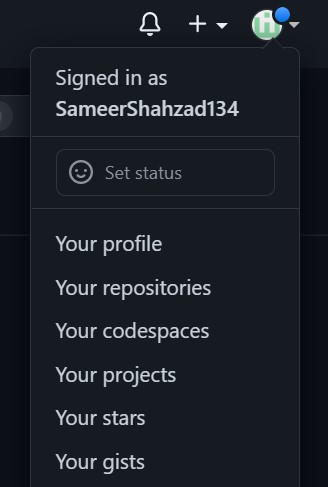 Signed in as
SameerShahzad134
Set status
Your profile
Your repositories
Your codespaces
Your projects
Your stars
Your gists